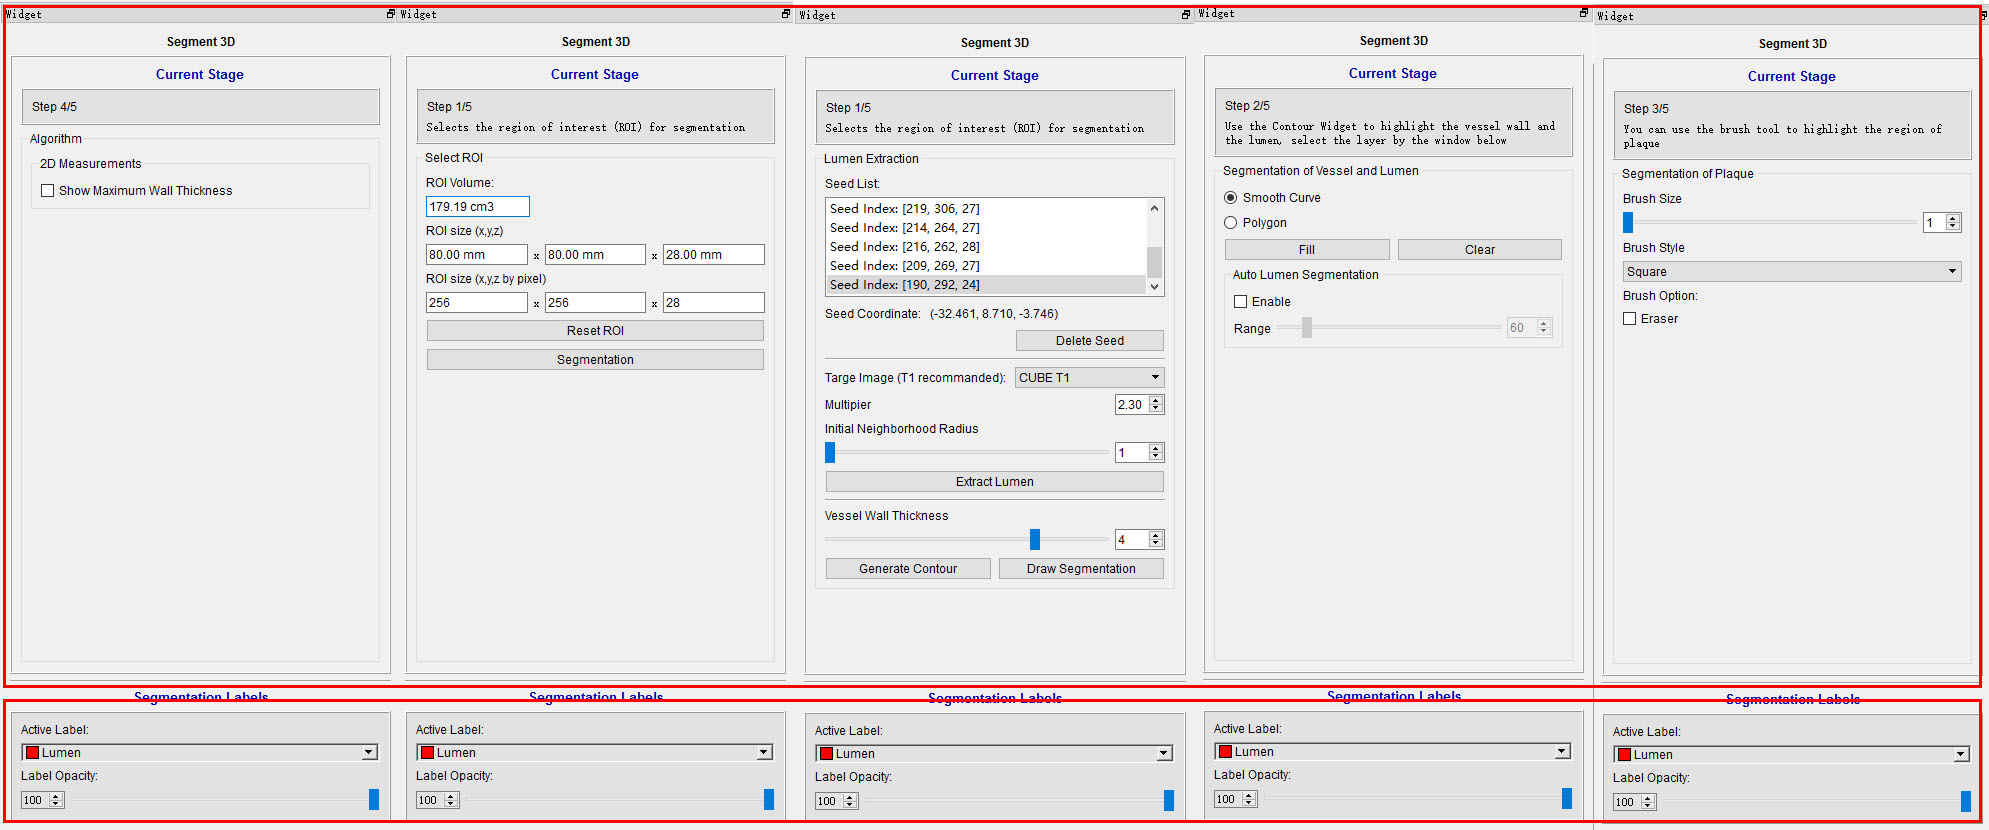 Widget
Segment 3D
Current Stage
Step 4/5
Algorithm
2D Measurements
Show Maximum Wall Thickness
Segmentation Labels
Active Label:
Lumen
Label Opacity:
100
Widget
Segment 3D
Current Stage
Step 1/5
Selects the region of interest (ROI) for segmentation
Select ROI
ROI Volume:
179.19 cm3
ROI size (x,y,z)
80.00 mm x 80.00 mm x 28.00 mm
ROI size (x,y,z by pixel)
256 x 256 x 28
Reset ROI
Segmentation
Segmentation Labels
Active Label:
Lumen
Label Opacity:
100
Widget
Segment 3D
Current Stage
Step 1/5
Selects the region of interest (ROI) for segmentation
Lumen Extraction
Seed List:
Seed Index: [219, 306, 27]
Seed Index: [214, 264, 27]
Seed Index: [216, 262, 28]
Seed Index: [209, 269, 27]
Seed Index: [190, 292, 24]
Seed Coordinate: (-32.461, 8.710, -3.746)
Delete Seed
Targe Image (T1 recommanded): CUBE T1
Multipier 2.30
Initial Neighborhood Radius
1
Extract Lumen
Vessel Wall Thickness
4
Generate Contour Draw Segmentation
Segmentation Labels
Active Label:
Lumen
Label Opacity:
100
Widget
Segment 3D
Current Stage
Step 2/5
Use the Contour Widget to highlight the vessel wall and
the lumen, select the layer by the window below
Segmentation of Vessel and Lumen
Smooth Curve
Polygon
Fill Clear
Auto Lumen Segmentation
Enable
Range 60
Segmentation Labels
Active Label:
Lumen
Label Opacity:
100
Widget
Segment 3D
Current Stage
Step 3/5
You can use the brush tool to highlight the region of
plaque
Segmentation of Plaque
Brush Size
1
Brush Style
Square
Brush Option:
Eraser
Segmentation Labels
Active Label:
Lumen
Label Opacity:
100